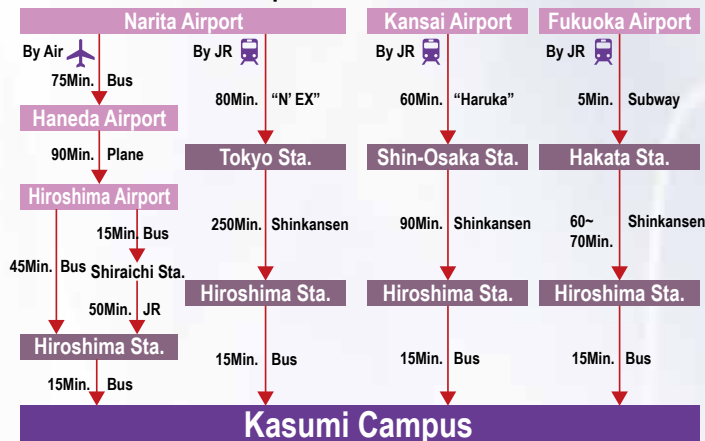 Narita Airport
By Air
75Min. Bus
Haneda Airport
90Min. Plane
Hiroshima Airport
45Min. Bus
15Min. Bus
Shiraichi Sta.
50Min. JR
Hiroshima Sta.
15Min. Bus
By JR
80Min. “N’ EX”
Tokyo Sta.
250Min. Shinkansen
Hiroshima Sta.
15Min. Bus
Kansai Airport
By JR
60Min. “Haruka”
Shin-Osaka Sta.
90Min. Shinkansen
Hiroshima Sta.
15Min. Bus
Fukuoka Airport
By JR
5Min. Subway
Hakata Sta.
60~ Shinkansen
70Min.
Hiroshima Sta.
15Min. Bus
Kasumi Campus